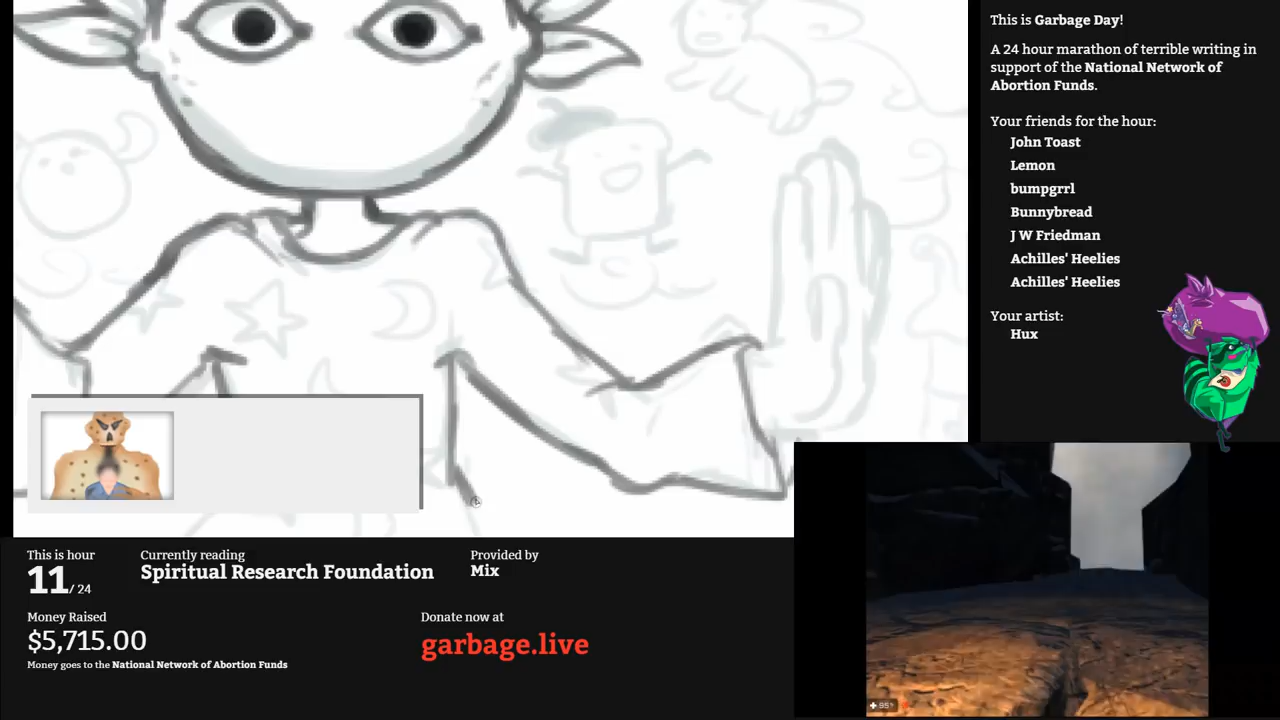 This is Garbage Day!
A 24 hour marathon of terrible writing in
support of the National Network of
Abortion Funds.
Your friends for the hour:
John Toast
Lemon
bumpgrrl
Bunnybread
J W Friedman
Achilles' Heelies
Achilles' Heelies
Your artist:
Hux
This is hour
11 / 24
Currently reading
Spiritual Research Foundation
Provided by
Mix
Money Raised
$5,715.00
Money goes to the National Network of Abortion Funds
Donate now at
garbage.live